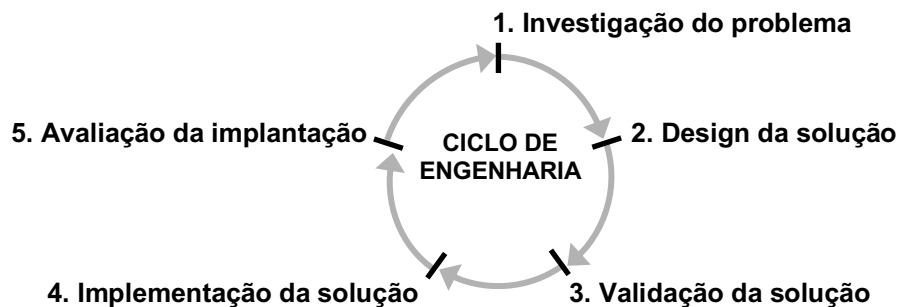 1. Investigação do problema
5. Avaliação da implantação
CICLO DE
ENGENHARIA
2. Design da solução
4. Implementação da solução
3. Validação da solução